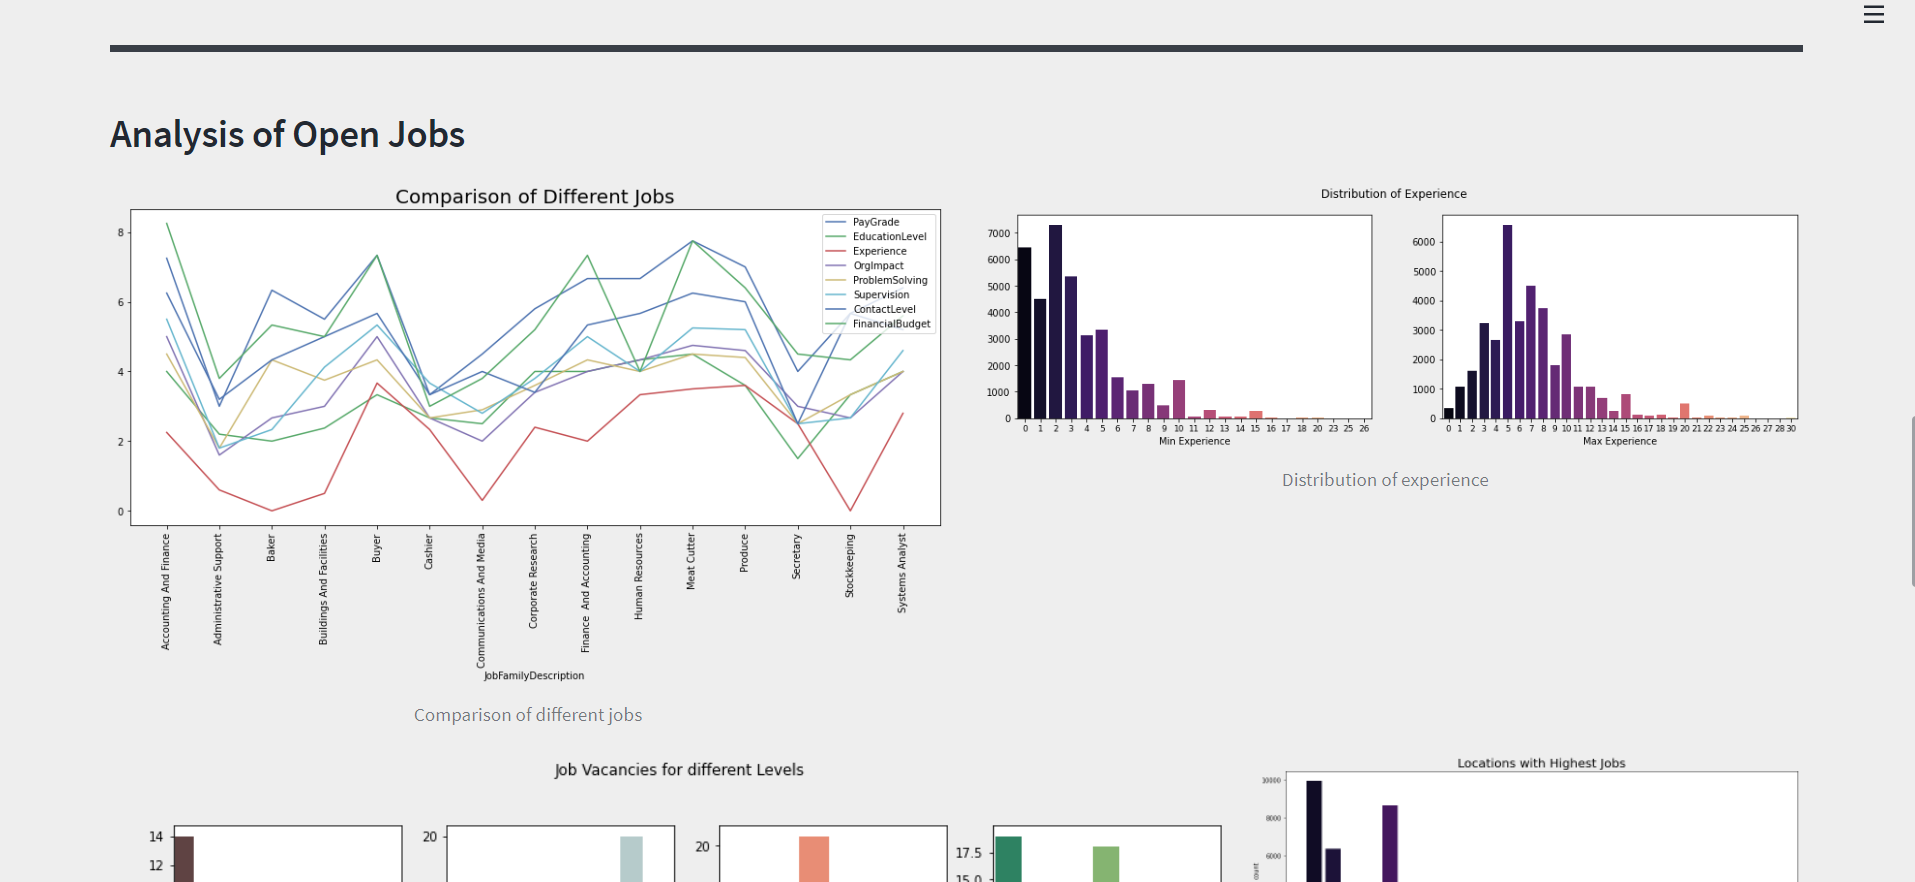 Analysis of Open Jobs
Comparison of Different Jobs
8
6
4
2
0
PayGrade
EducationLevel
Experience
OrgImpact
ProblemSolving
Supervision
ContactLevel
FinancialBudget
Accounting And Finance
Administrative Support
Baker
Buildings And Facilities
Buyer
Cashier
Communications And Media
Corporate Research
Finance And Accounting
Human Resources
Meat Cutter
Produce
Secretary
Stockkeeping
Systems Analyst
JobFamilyDescription
Comparison of different jobs
Distribution of Experience
7000
6000
5000
4000
3000
2000
1000
0
0 1 2 3 4 5 6 7 8 9 10 11 12 13 14 15 16 17 18 20 23 25 26
Min Experience
6000
5000
4000
3000
2000
1000
0
0 1 2 3 4 5 6 7 8 9 10 11 12 13 14 15 16 17 18 19 20 21 22 23 24 25 26 27 28 30
Max Experience
Distribution of experience
Job Vacancies for different Levels
14
12
20
20
17.5
15.0
Locations with Highest Jobs
10000
8000
6000
count